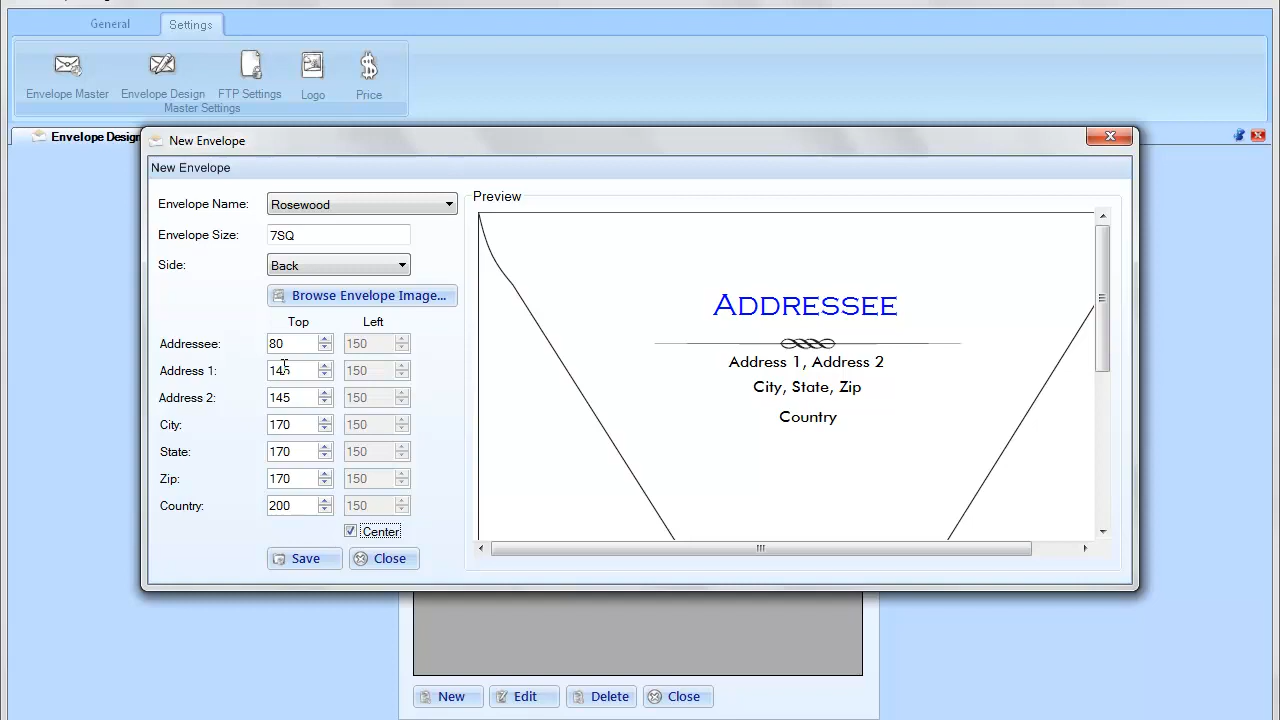 General
Settings
Envelope Master
Envelope Design
FTP Settings
Logo
Price
Master Settings
Envelope Design
New Envelope
New Envelope
Envelope Name:
Rosewood
Envelope Size:
7SQ
Side:
Back
Browse Envelope Image...
Top
Left
Addressee:
80
150
Address 1:
145
150
Address 2:
145
150
City:
170
150
State:
170
150
Zip:
170
150
Country:
200
150
Center
Save
Close
Preview
ADDRESSEE
Address 1, Address 2
City, State, Zip
Country
New
Edit
Delete
Close